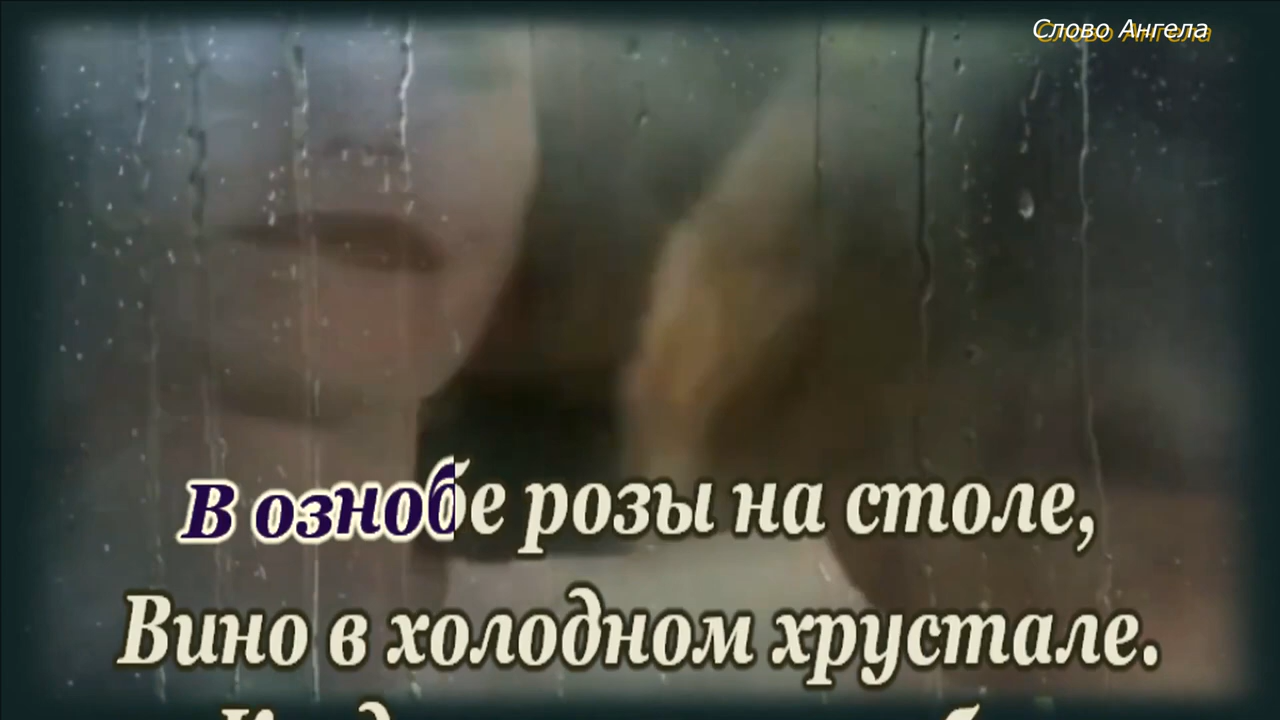 Слово Ангела
В ознобе розы на столе,
Вино в холодном хрустале.